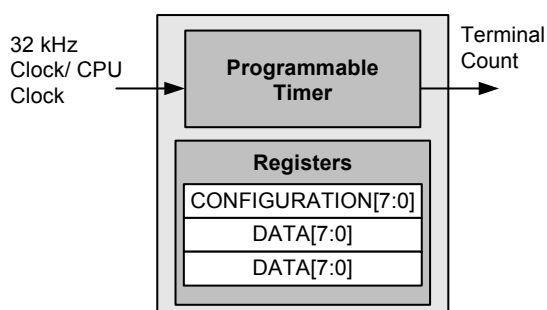 32 kHz
Clock/ CPU
Clock
Programmable
Timer
Terminal
Count
Registers
CONFIGURATION[7:0]
DATA[7:0]
DATA[7:0]